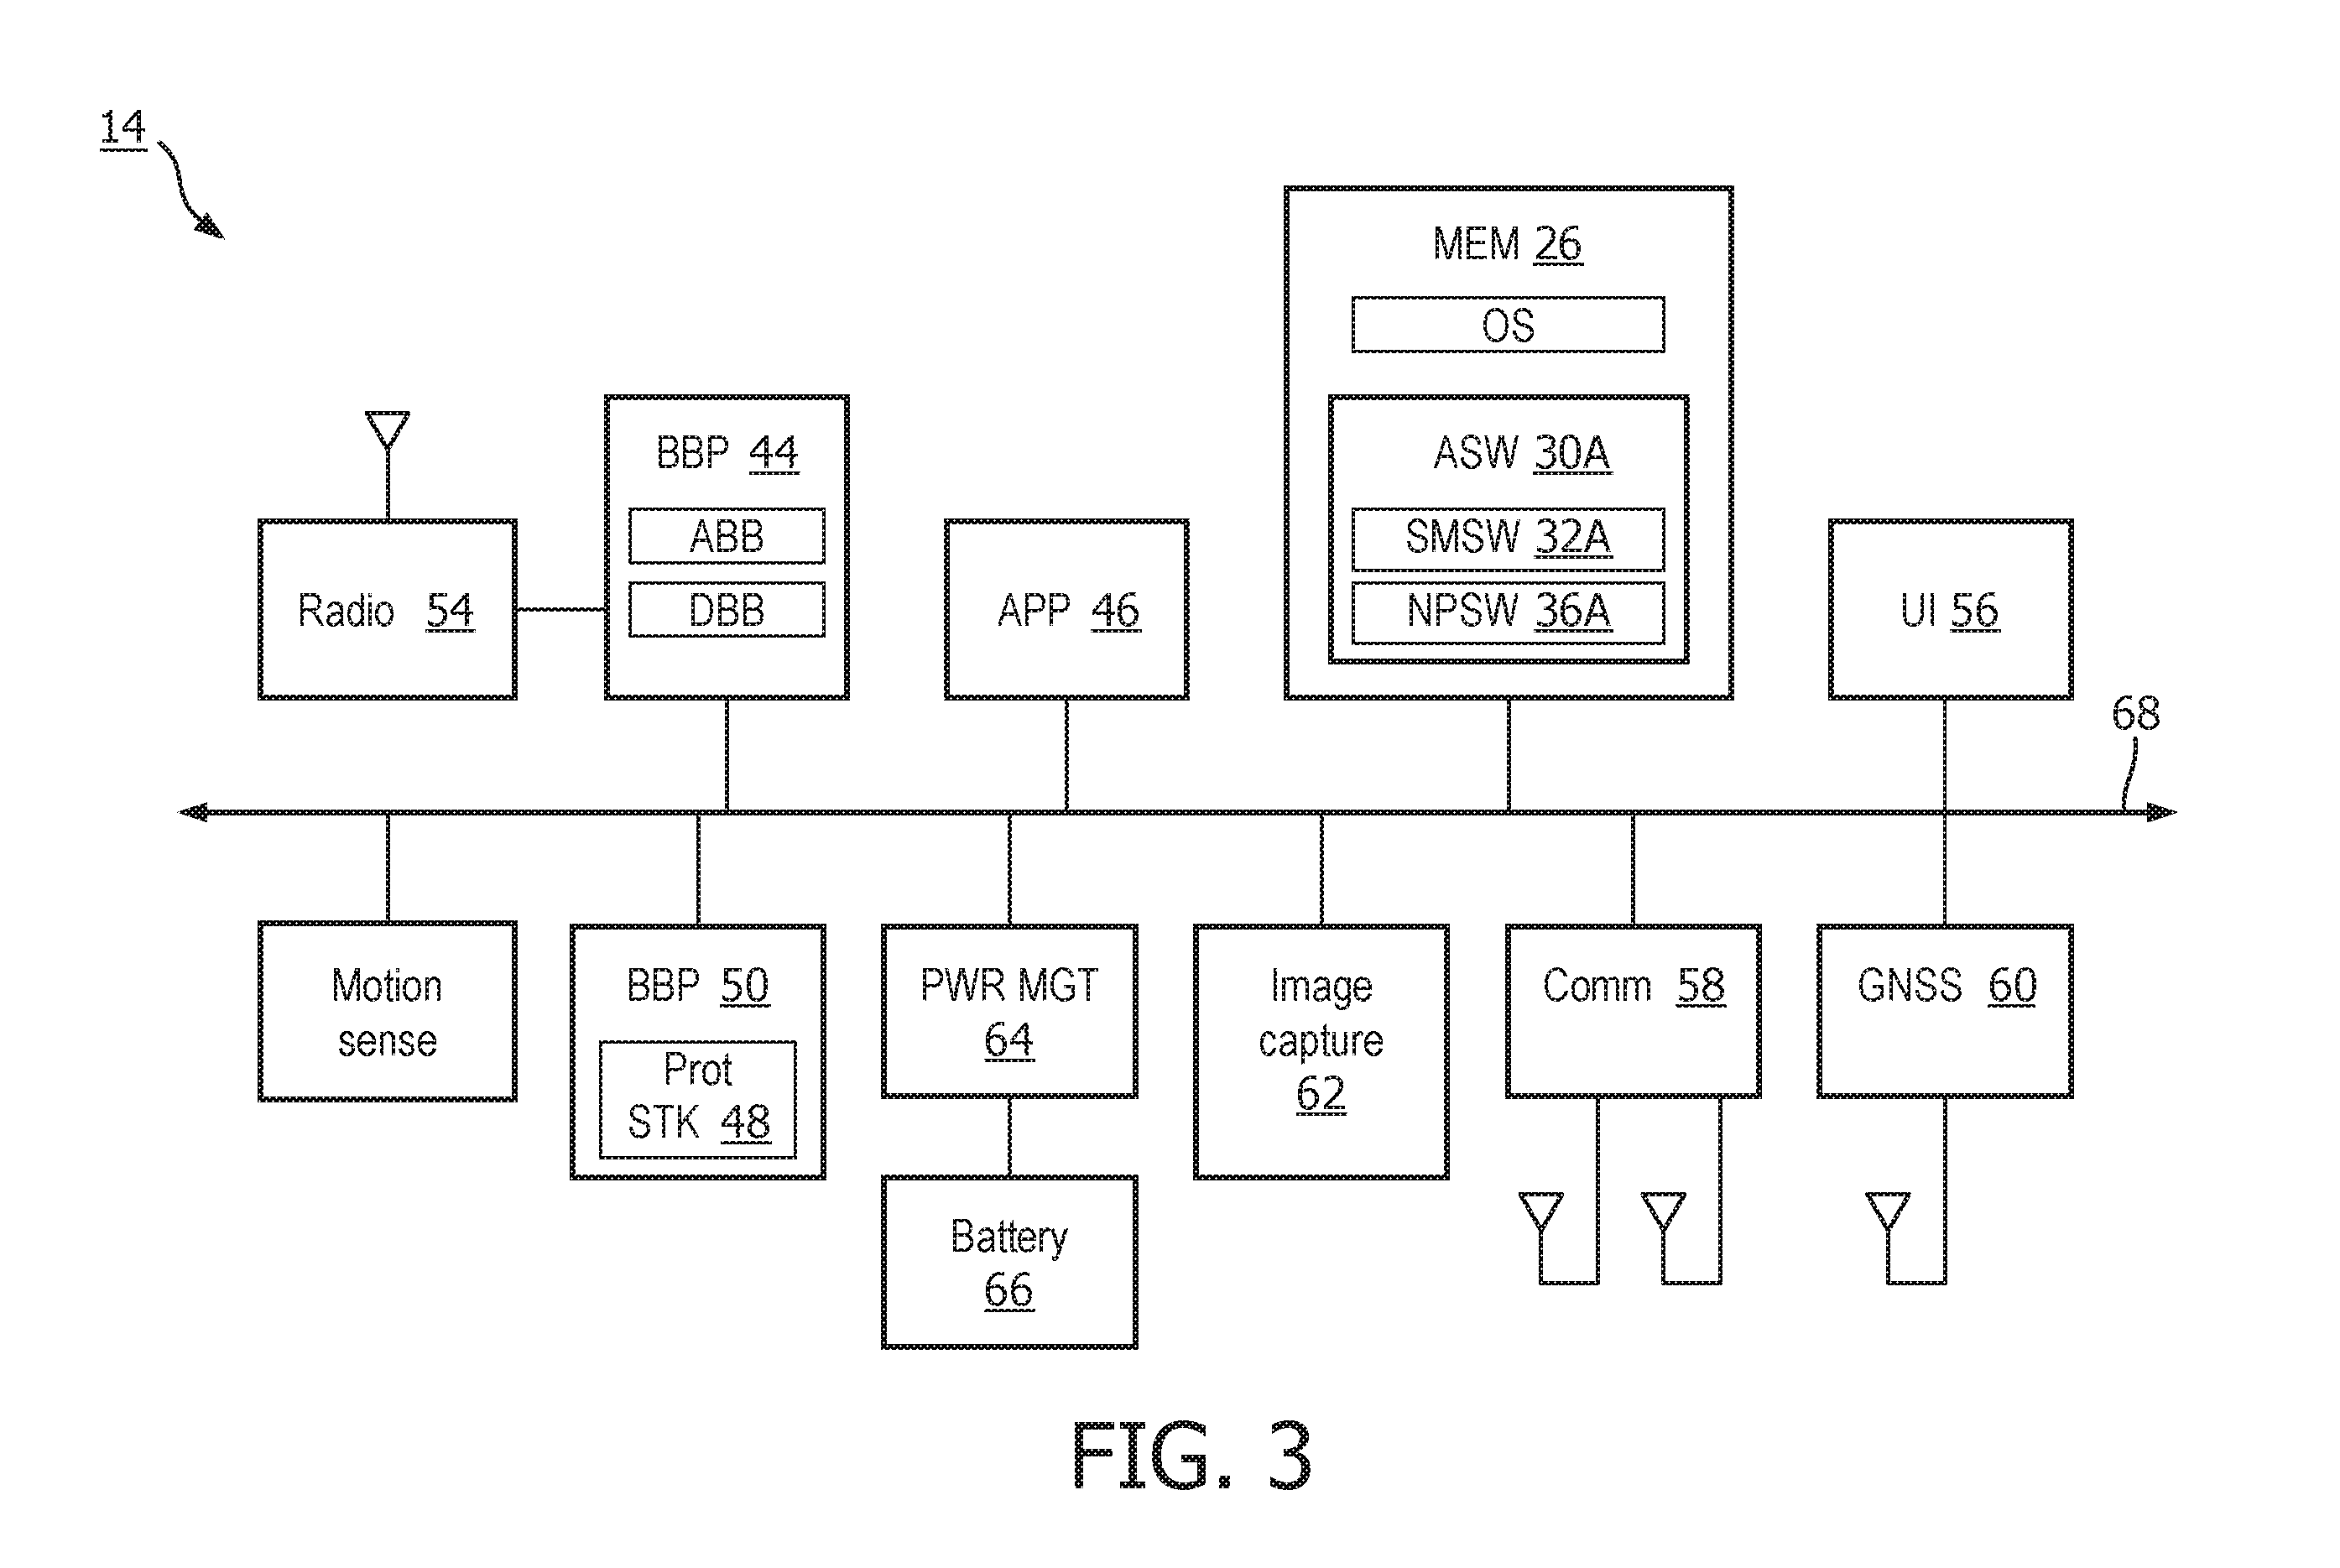 14
MEM 26
OS
BBP 44
ASW 30A
ABB
SMSW 32A
Radio 54
DBB
APP 46
NPSW 36A
UI 56
68
Motion
sense
BBP 50
Prot
STK 48
PWR MGT
64
Image
capture
62
Comm 58
GNSS 60
Battery
66
FIG. 3